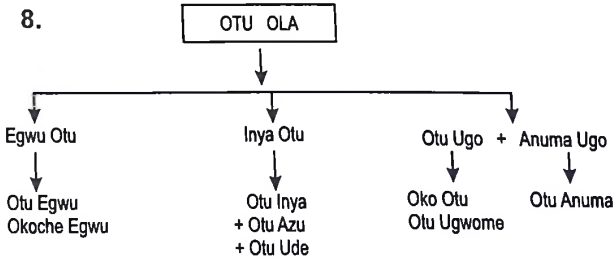 8.
OTU OLA
Egwu Otu
Inya Otu
Otu Ugo + Anuma Ugo
Otu Egwu
Okoche Egwu
Otu Inya
+ Otu Azu
+ Otu Ude
Oko Otu
Otu Ugwome
Otu Anuma